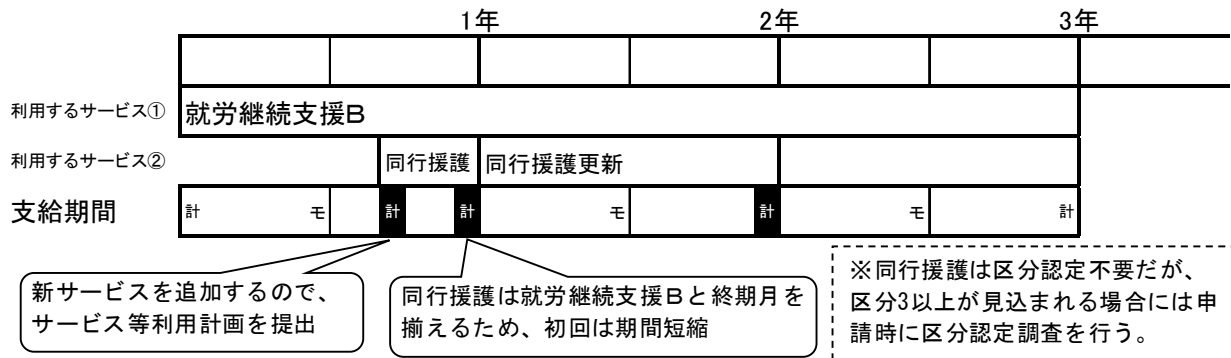 1年 2年 3年
利用するサービス① 就労継続支援B
利用するサービス② 同行援護 同行援護更新
支給期間 計 モ 計 計 モ 計 モ 計
新サービスを追加するので、
サービス等利用計画を提出
同行援護は就労継続支援Bと終期月を
揃えるため、初回は期間短縮
※同行援護は区分認定不要だが、
区分3以上が見込まれる場合には申
請時に区分認定調査を行う。